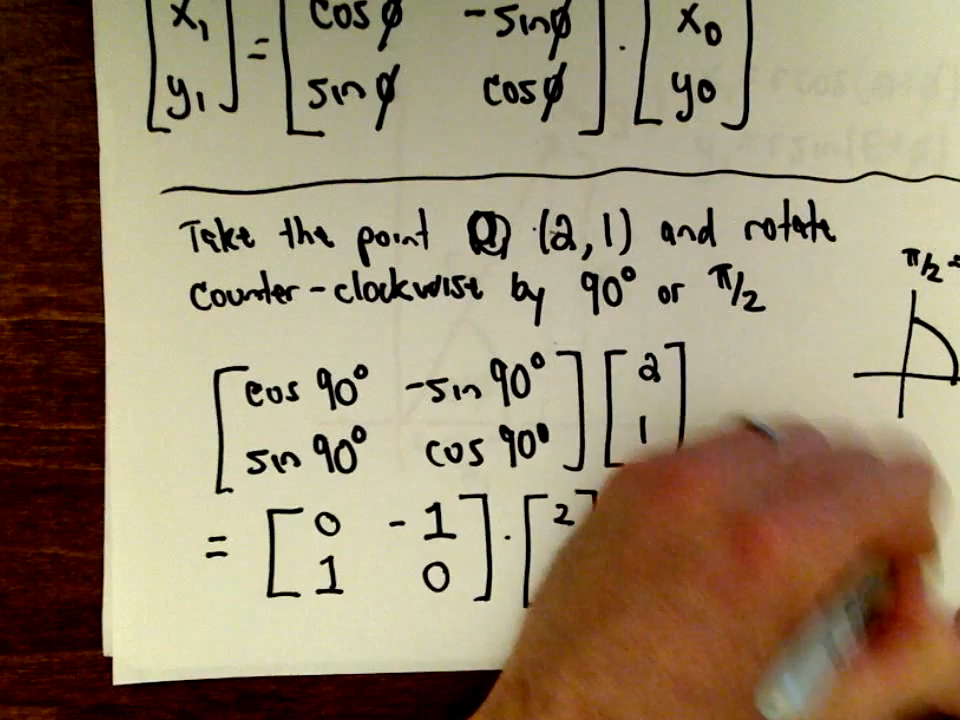 [x₁] = [cos φ -sin φ] . [x₀]
[y₁] [sin φ cos φ] [y₀]
Take the point (2,1) and rotate
counter-clockwise by 90° or π/2
π/2
[cos 90° -sin 90°] [2]
[sin 90° cos 90°] [1]
= [0 -1] . [2]
[1 0]